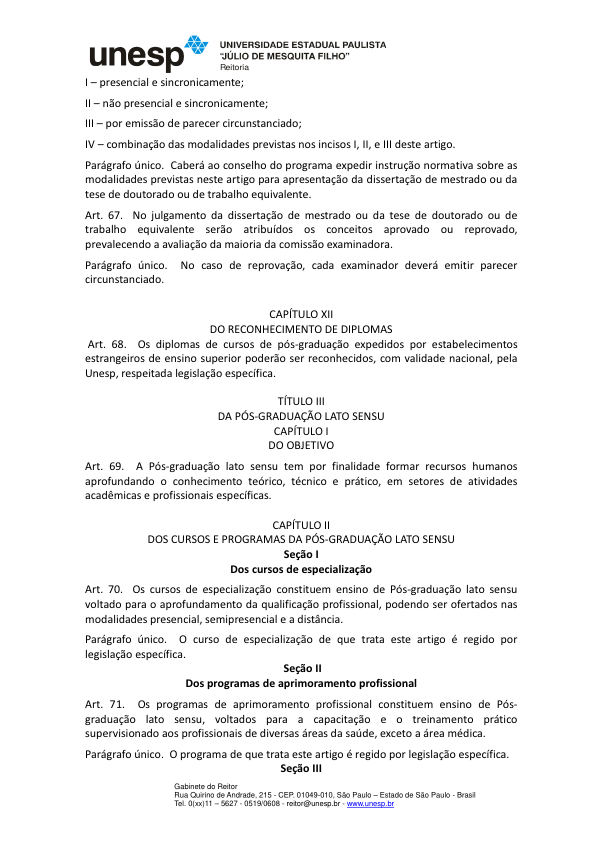 unesp
UNIVERSIDADE ESTADUAL PAULISTA
“JÚLIO DE MESQUITA FILHO”
Reitoria
I – presencial e sincronicamente;
II – não presencial e sincronicamente;
III – por emissão de parecer circunstanciado;
IV – combinação das modalidades previstas nos incisos I, II, e III deste artigo.
Parágrafo único. Caberá ao conselho do programa expedir instrução normativa sobre as
modalidades previstas neste artigo para apresentação da dissertação de mestrado ou da
tese de doutorado ou de trabalho equivalente.
Art. 67. No julgamento da dissertação de mestrado ou da tese de doutorado ou de
trabalho equivalente serão atribuídos os conceitos aprovado ou reprovado,
prevalecendo a avaliação da maioria da comissão examinadora.
Parágrafo único. No caso de reprovação, cada examinador deverá emitir parecer
circunstanciado.
CAPÍTULO XII
DO RECONHECIMENTO DE DIPLOMAS
Art. 68. Os diplomas de cursos de pós-graduação expedidos por estabelecimentos
estrangeiros de ensino superior poderão ser reconhecidos, com validade nacional, pela
Unesp, respeitada legislação específica.
TÍTULO III
DA PÓS-GRADUAÇÃO LATO SENSU
CAPÍTULO I
DO OBJETIVO
Art. 69. A Pós-graduação lato sensu tem por finalidade formar recursos humanos
aprofundando o conhecimento teórico, técnico e prático, em setores de atividades
acadêmicas e profissionais específicas.
CAPÍTULO II
DOS CURSOS E PROGRAMAS DA PÓS-GRADUAÇÃO LATO SENSU
Seção I
Dos cursos de especialização
Art. 70. Os cursos de especialização constituem ensino de Pós-graduação lato sensu
voltado para o aprofundamento da qualificação profissional, podendo ser ofertados nas
modalidades presencial, semipresencial e a distância.
Parágrafo único. O curso de especialização de que trata este artigo é regido por
legislação específica.
Seção II
Dos programas de aprimoramento profissional
Art. 71. Os programas de aprimoramento profissional constituem ensino de Pós-
graduação lato sensu, voltados para a capacitação e o treinamento prático
supervisionado aos profissionais de diversas áreas da saúde, exceto a área médica.
Parágrafo único. O programa de que trata este artigo é regido por legislação específica.
Seção III
Gabinete do Reitor
Rua Quirino de Andrade, 215 - CEP. 01049-010, São Paulo – Estado de São Paulo - Brasil
Tel. 0(xx)11 – 5627 - 0519/0608 - reitor@unesp.br - www.unesp.br